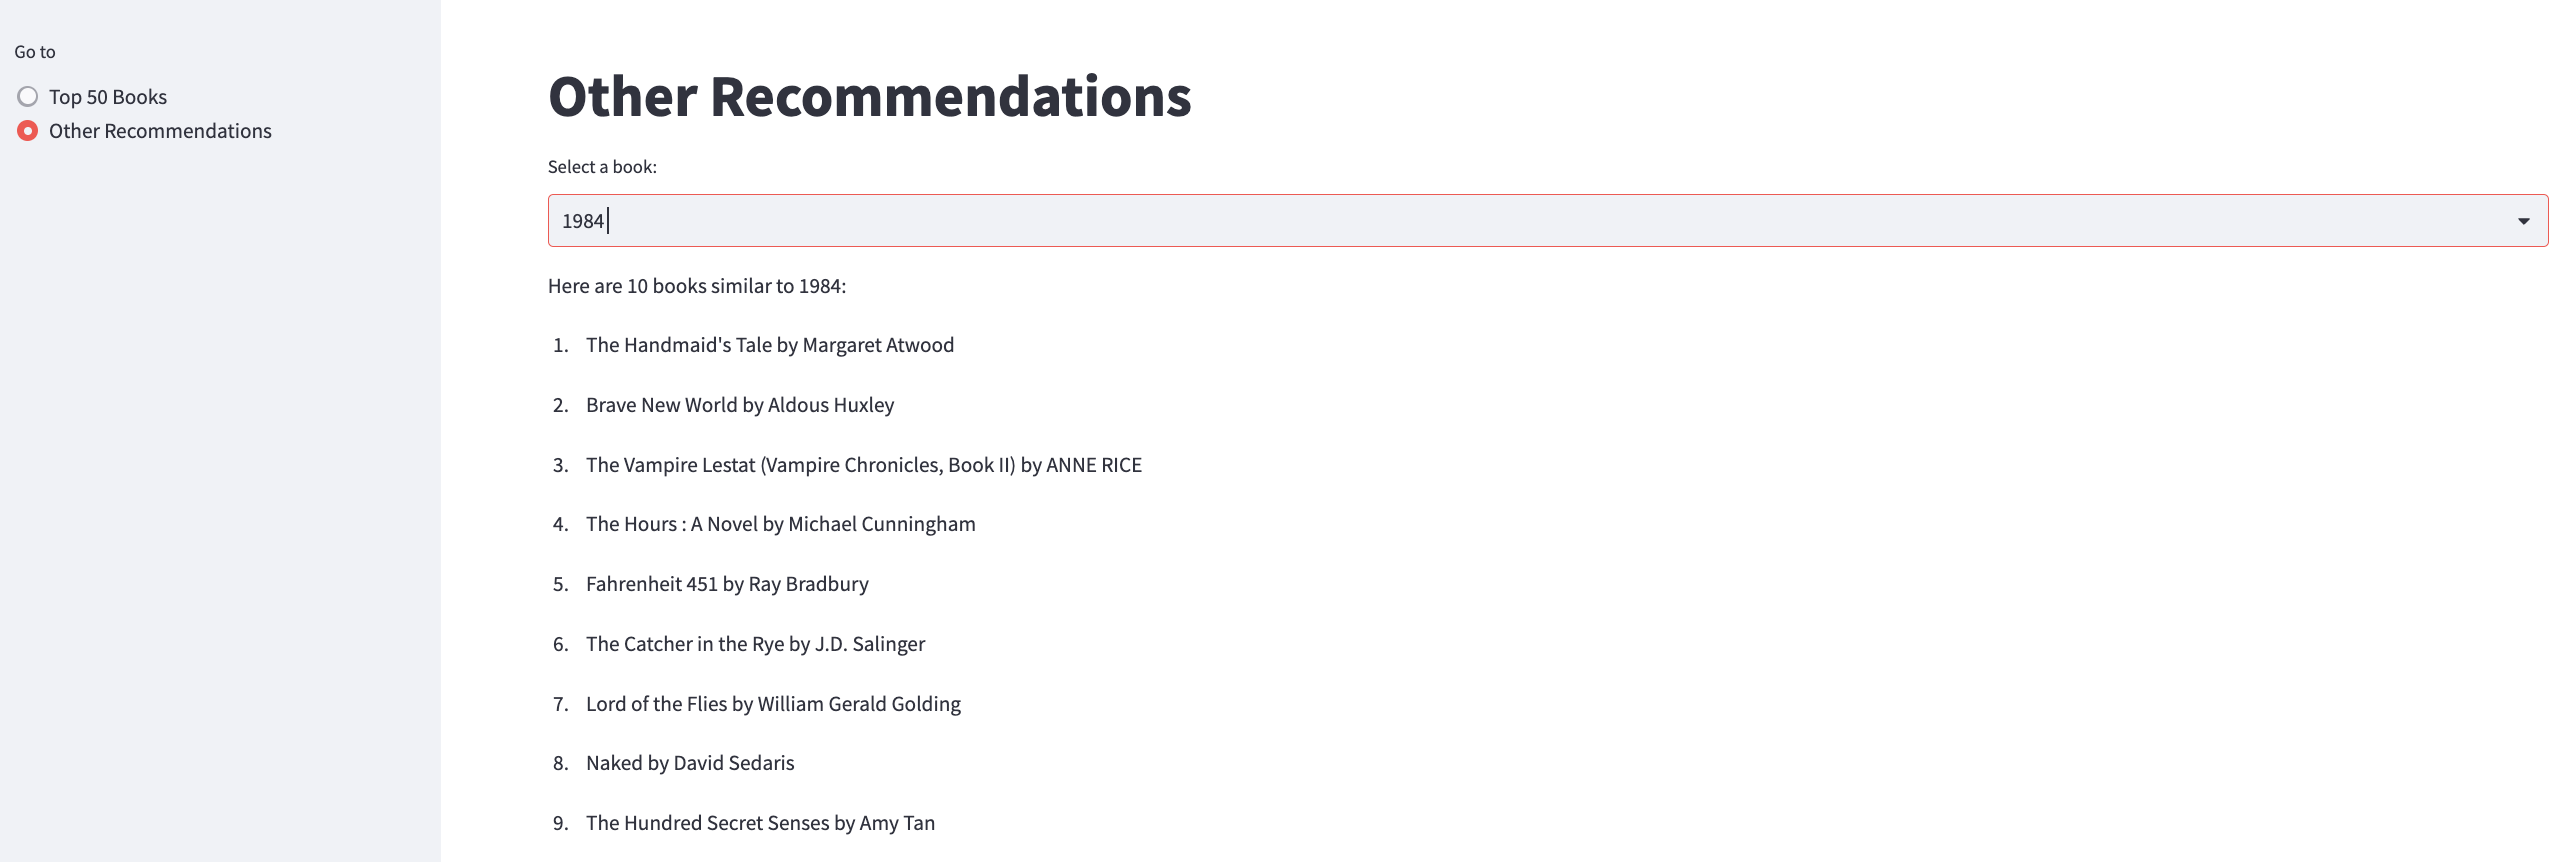 Go to
Top 50 Books
Other Recommendations
Other Recommendations
Select a book:
1984
Here are 10 books similar to 1984:
1. The Handmaid's Tale by Margaret Atwood
2. Brave New World by Aldous Huxley
3. The Vampire Lestat (Vampire Chronicles, Book II) by ANNE RICE
4. The Hours : A Novel by Michael Cunningham
5. Fahrenheit 451 by Ray Bradbury
6. The Catcher in the Rye by J.D. Salinger
7. Lord of the Flies by William Gerald Golding
8. Naked by David Sedaris
9. The Hundred Secret Senses by Amy Tan